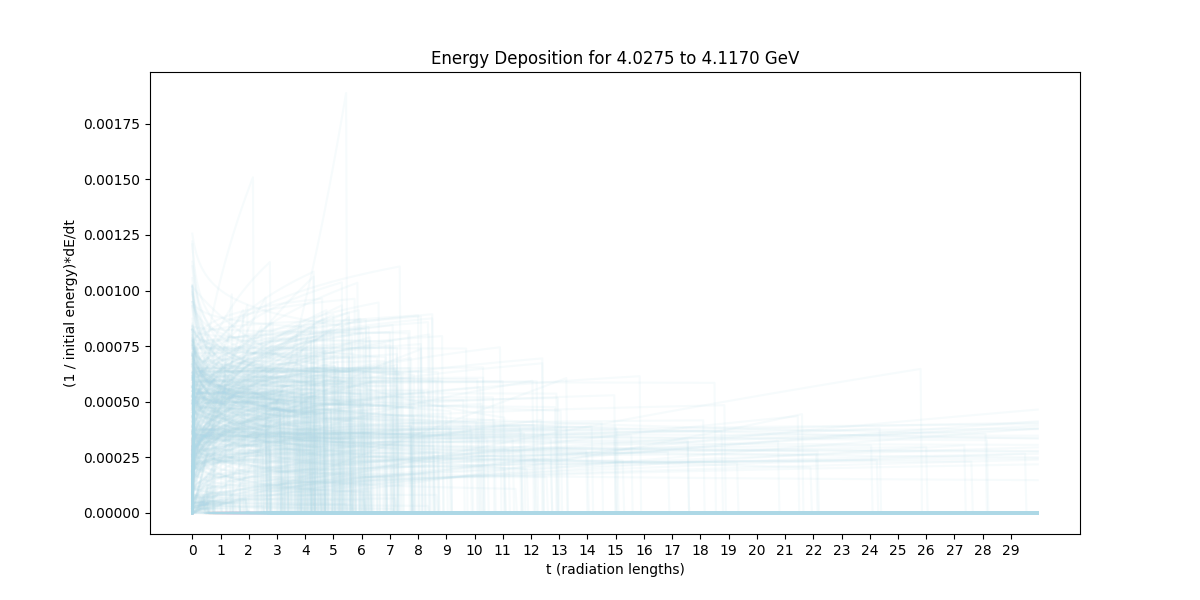 Energy Deposition for 4.0275 to 4.1170 GeV
(1 / initial energy)*dE/dt
0.00175
0.00150
0.00125
0.00100
0.00075
0.00050
0.00025
0.00000
0 1 2 3 4 5 6 7 8 9 10 11 12 13 14 15 16 17 18 19 20 21 22 23 24 25 26 27 28 29
t (radiation lengths)